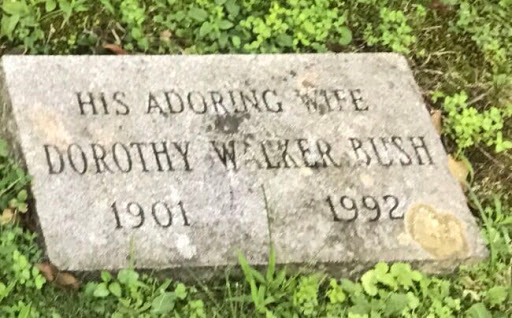 HIS ADORING WIFE
DOROTHY WALKER BUSH
1901 1992